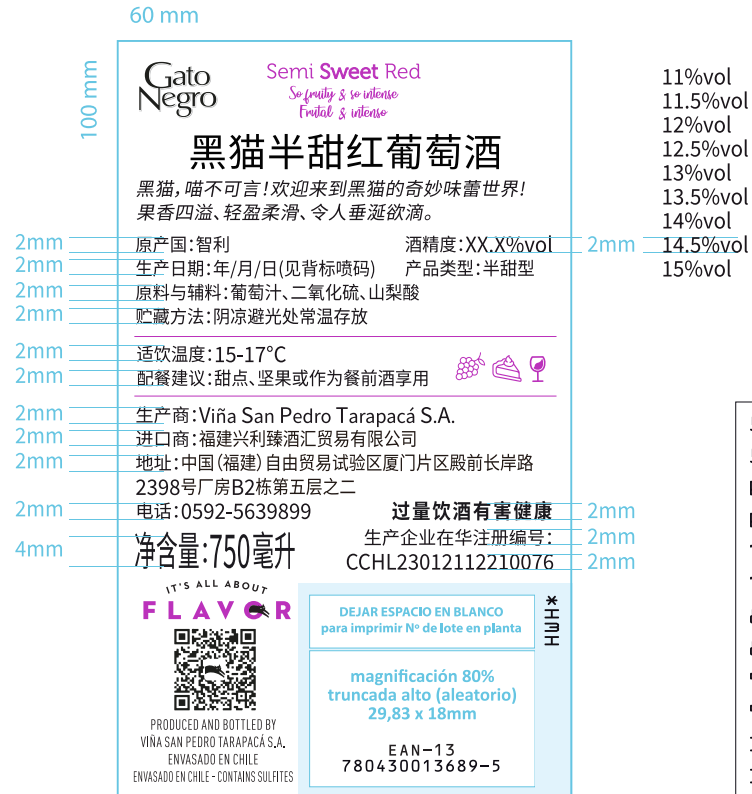 60 mm
100 mm
Gato Negro
Semi Sweet Red
So fruity & so intense
Frutal & intenso
黑猫半甜红葡萄酒
黑猫,喵不可言!欢迎来到黑猫的奇妙味蕾世界!
果香四溢、轻盈柔滑、令人垂涎欲滴。
2mm 原产国:智利 酒精度:XX.X%vol 2mm
2mm 生产日期:年/月/日(见背标喷码) 产品类型:半甜型
2mm 原料与辅料:葡萄汁、二氧化硫、山梨酸
2mm 贮藏方法:阴凉避光处常温存放
2mm 适饮温度:15-17°C
2mm 配餐建议:甜点、坚果或作为餐前酒享用
2mm 生产商:Viña San Pedro Tarapacá S.A.
2mm 进口商:福建兴利臻酒汇贸易有限公司
2mm 地址:中国(福建)自由贸易试验区厦门片区殿前长岸路
2398号厂房B2栋第五层之二
2mm 电话:0592-5639899 过量饮酒有害健康 2mm
4mm 净含量:750毫升 生产企业在华注册编号: 2mm
CCHL23012112210076 2mm
IT'S ALL ABOUT
FLAVOR
PRODUCED AND BOTTLED BY
VIÑA SAN PEDRO TARAPACÁ S.A.
ENVASADO EN CHILE
ENVASADO EN CHILE - CONTAINS SULFITES
DEJAR ESPACIO EN BLANCO
para imprimir Nº de lote en planta
*HWH
magnificación 80%
truncada alto (aleatorio)
29,83 x 18mm
EAN-13
780430013689-5
11%vol
11.5%vol
12%vol
12.5%vol
13%vol
13.5%vol
14%vol
14.5%vol
15%vol